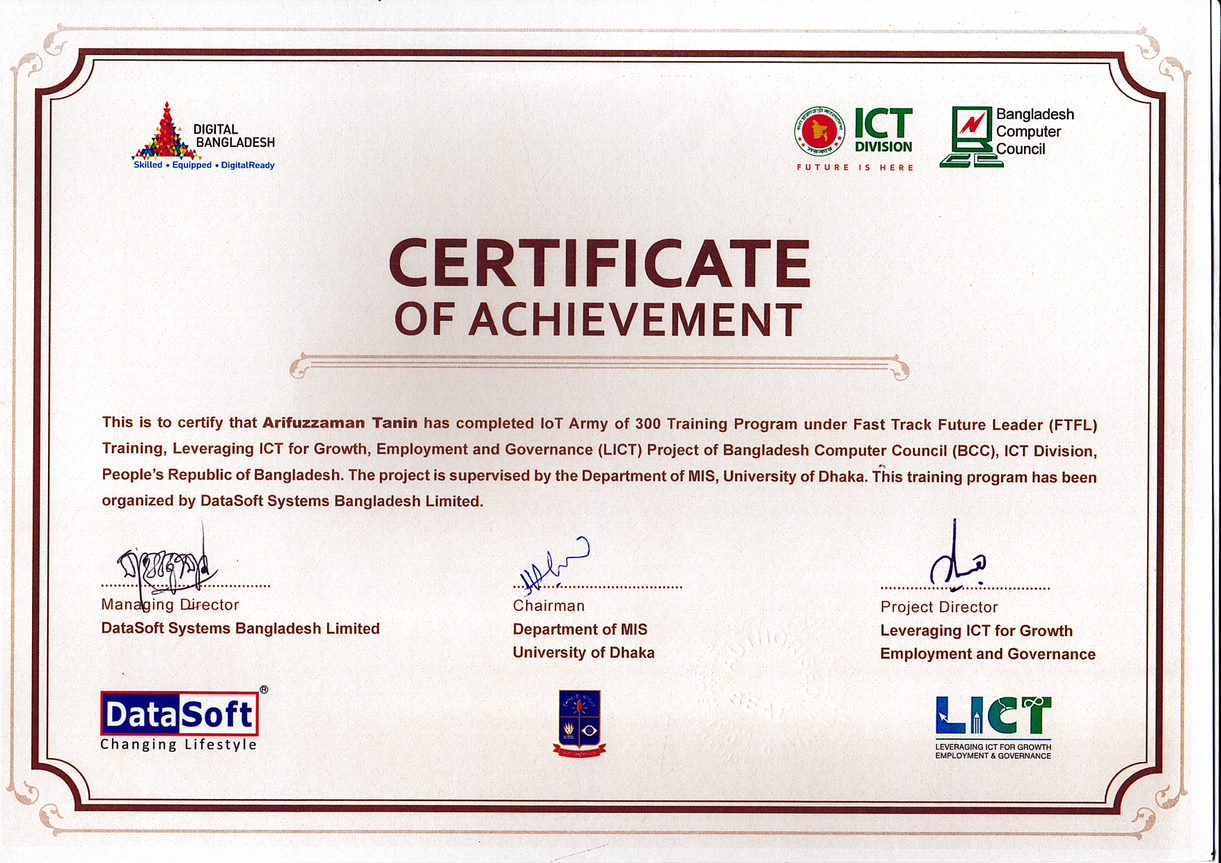 DIGITAL
BANGLADESH
Skilled • Equipped • DigitalReady
ICT
DIVISION
FUTURE IS HERE
Bangladesh
Computer
Council
CERTIFICATE
OF ACHIEVEMENT
This is to certify that Arifuzzaman Tanin has completed IoT Army of 300 Training Program under Fast Track Future Leader (FTFL)
Training, Leveraging ICT for Growth, Employment and Governance (LICT) Project of Bangladesh Computer Council (BCC), ICT Division,
People's Republic of Bangladesh. The project is supervised by the Department of MIS, University of Dhaka. This training program has been
organized by DataSoft Systems Bangladesh Limited.
Managing Director
DataSoft Systems Bangladesh Limited
Chairman
Department of MIS
University of Dhaka
Project Director
Leveraging ICT for Growth
Employment and Governance
DataSoft®
Changing Lifestyle
LICT
LEVERAGING ICT FOR GROWTH
EMPLOYMENT & GOVERNANCE